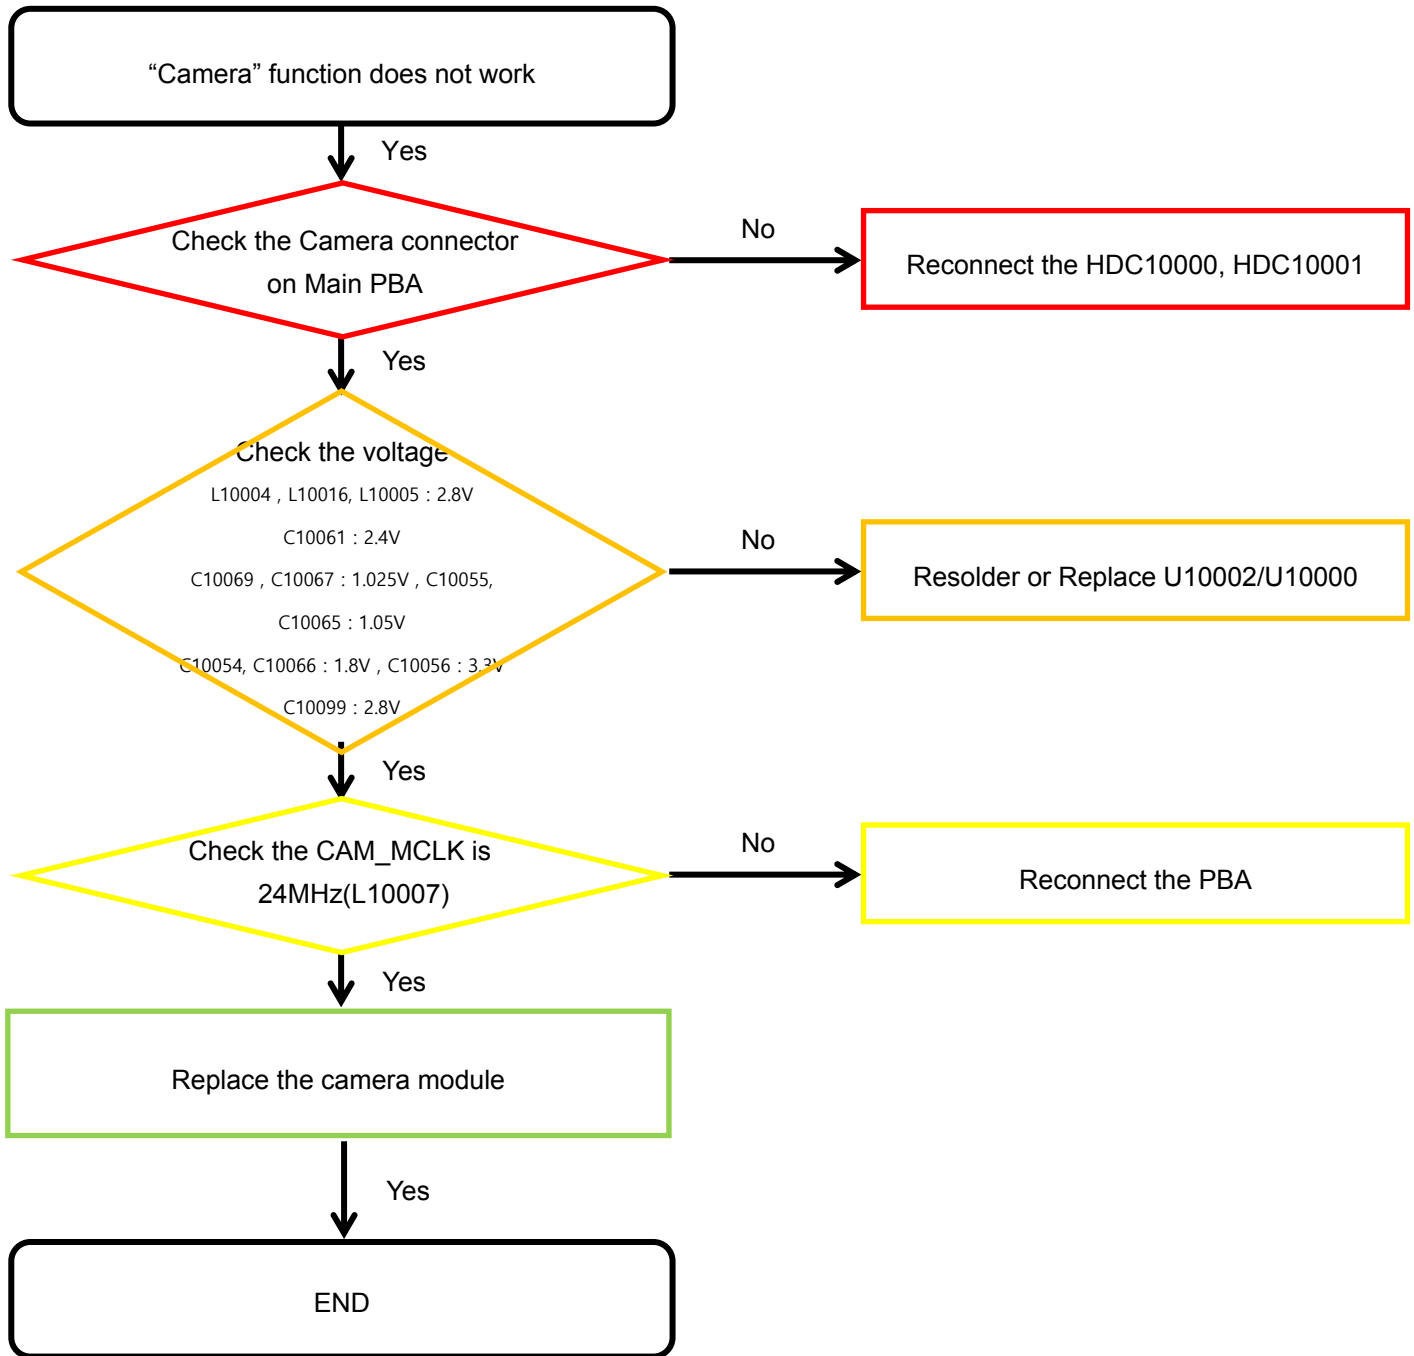 “Camera” function does not work
Yes
Check the Camera connector
on Main PBA
No
Reconnect the HDC10000, HDC10001
Yes
Check the voltage
L10004 , L10016, L10005 : 2.8V
C10061 : 2.4V
C10069 , C10067 : 1.025V , C10055,
C10065 : 1.05V
C10054, C10066 : 1.8V , C10056 : 3.3V
C10099 : 2.8V
No
Resolder or Replace U10002/U10000
Yes
Check the CAM_MCLK is
24MHz(L10007)
No
Reconnect the PBA
Yes
Replace the camera module
Yes
END